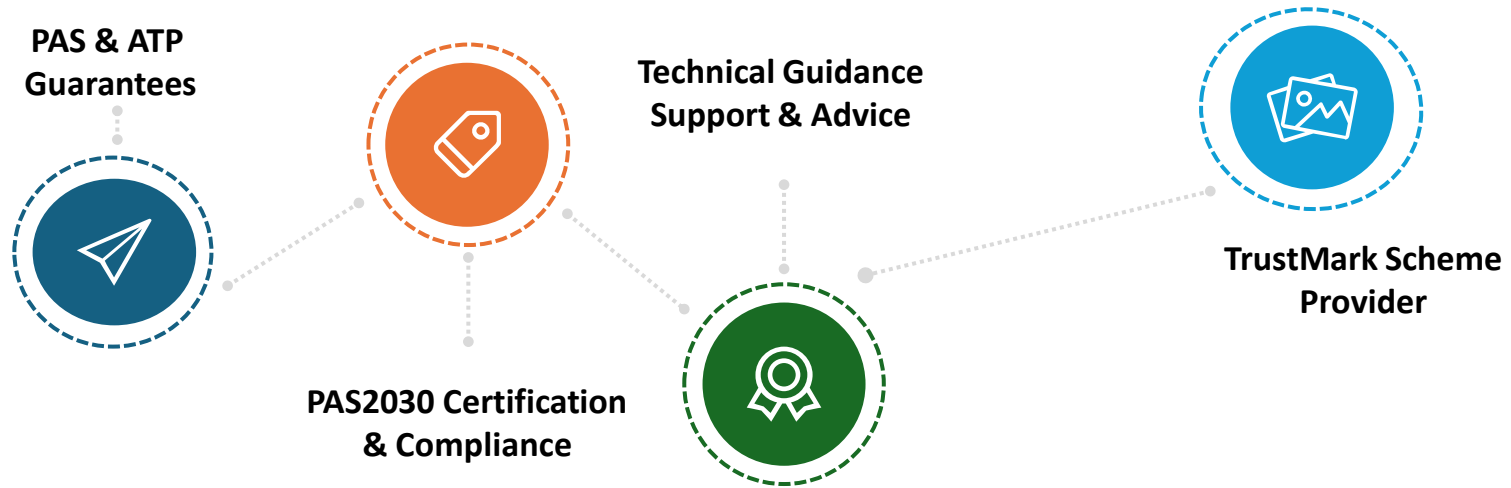 PAS & ATP
Guarantees
Technical Guidance
Support & Advice
TrustMark Scheme
Provider
PAS2030 Certification
& Compliance